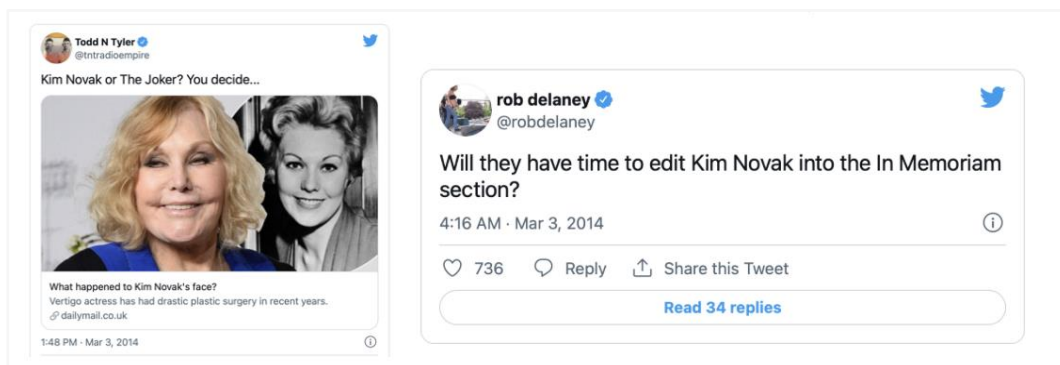 Todd N Tyler
@tntradioempire
Kim Novak or The Joker? You decide...
What happened to Kim Novak's face?
Vertigo actress has had drastic plastic surgery in recent years.
dailymail.co.uk
1:48 PM · Mar 3, 2014
rob delaney
@robdelaney
Will they have time to edit Kim Novak into the In Memoriam
section?
4:16 AM · Mar 3, 2014
736 Reply Share this Tweet
Read 34 replies